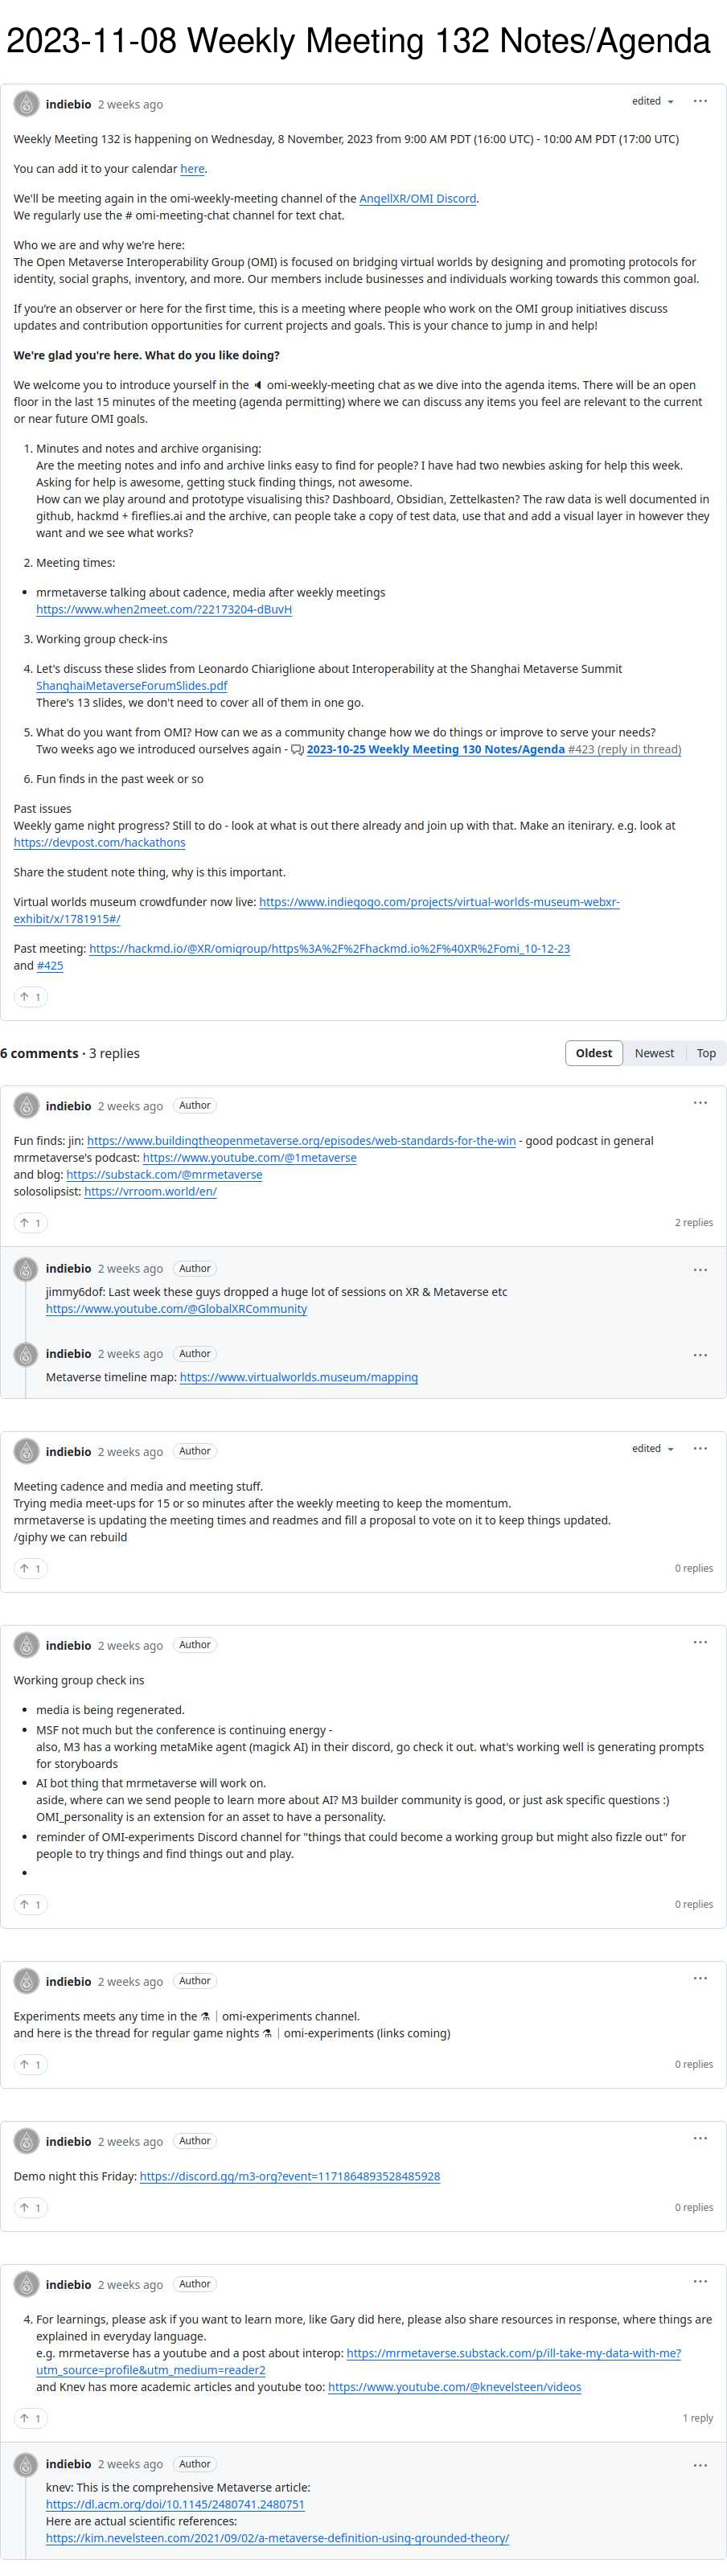 2023-11-08 Weekly Meeting 132 Notes/Agenda
indiebio 2 weeks ago
edited
Weekly Meeting 132 is happening on Wednesday, 8 November, 2023 from 9:00 AM PDT (16:00 UTC) - 10:00 AM PDT (17:00 UTC)
You can add it to your calendar here.
We'll be meeting again in the omi-weekly-meeting channel of the AngellXR/OMI Discord.
We regularly use the # omi-meeting-chat channel for text chat.
Who we are and why we're here:
The Open Metaverse Interoperability Group (OMI) is focused on bridging virtual worlds by designing and promoting protocols for
identity, social graphs, inventory, and more. Our members include businesses and individuals working towards this common goal.
If you're an observer or here for the first time, this is a meeting where people who work on the OMI group initiatives discuss
updates and contribution opportunities for current projects and goals. This is your chance to jump in and help!
We're glad you're here. What do you like doing?
We welcome you to introduce yourself in the 🔈 omi-weekly-meeting chat as we dive into the agenda items. There will be an open
floor in the last 15 minutes of the meeting (agenda permitting) where we can discuss any items you feel are relevant to the current
or near future OMI goals.
1. Minutes and notes and archive organising:
Are the meeting notes and info and archive links easy to find for people? I have had two newbies asking for help this week.
Asking for help is awesome, getting stuck finding things, not awesome.
How can we play around and prototype visualising this? Dashboard, Obsidian, Zettelkasten? The raw data is well documented in
github, hackmd + fireflies.ai and the archive, can people take a copy of test data, use that and add a visual layer in however they
want and we see what works?
2. Meeting times:
• mrmetaverse talking about cadence, media after weekly meetings
https://www.when2meet.com/?22173204-dBuvH
3. Working group check-ins
4. Let's discuss these slides from Leonardo Chiariglione about Interoperability at the Shanghai Metaverse Summit
ShanghaiMetaverseForumSlides.pdf
There's 13 slides, we don't need to cover all of them in one go.
5. What do you want from OMI? How can we as a community change how we do things or improve to serve your needs?
Two weeks ago we introduced ourselves again - 2023-10-25 Weekly Meeting 130 Notes/Agenda #423 (reply in thread)
6. Fun finds in the past week or so
Past issues
Weekly game night progress? Still to do - look at what is out there already and join up with that. Make an itenirary. e.g. look at
https://devpost.com/hackathons
Share the student note thing, why is this important.
Virtual worlds museum crowdfunder now live: https://www.indiegogo.com/projects/virtual-worlds-museum-webxr-
exhibit/x/1781915#/
Past meeting: https://hackmd.io/@XR/omigroup/https%3A%2F%2Fhackmd.io%2F%40XR%2Fomi_10-12-23
and #425
↑ 1
6 comments · 3 replies
Oldest Newest Top
indiebio 2 weeks ago Author
Fun finds: jin: https://www.buildingtheopenmetaverse.org/episodes/web-standards-for-the-win - good podcast in general
mrmetaverse's podcast: https://www.youtube.com/@1metaverse
and blog: https://substack.com/@mrmetaverse
solosolipsist: https://vrroom.world/en/
↑ 1
2 replies
indiebio 2 weeks ago Author
jimmy6dof: Last week these guys dropped a huge lot of sessions on XR & Metaverse etc
https://www.youtube.com/@GlobalXRCommunity
indiebio 2 weeks ago Author
Metaverse timeline map: https://www.virtualworlds.museum/mapping
indiebio 2 weeks ago Author
edited
Meeting cadence and media and meeting stuff.
Trying media meet-ups for 15 or so minutes after the weekly meeting to keep the momentum.
mrmetaverse is updating the meeting times and readmes and fill a proposal to vote on it to keep things updated.
/giphy we can rebuild
↑ 1
0 replies
indiebio 2 weeks ago Author
Working group check ins
• media is being regenerated.
• MSF not much but the conference is continuing energy -
also, M3 has a working metaMike agent (magick AI) in their discord, go check it out. what's working well is generating prompts
for storyboards
• AI bot thing that mrmetaverse will work on.
aside, where can we send people to learn more about AI? M3 builder community is good, or just ask specific questions :)
OMI_personality is an extension for an asset to have a personality.
• reminder of OMI-experiments Discord channel for "things that could become a working group but might also fizzle out" for
people to try things and find things out and play.
•
↑ 1
0 replies
indiebio 2 weeks ago Author
Experiments meets any time in the ⚗️｜omi-experiments channel.
and here is the thread for regular game nights ⚗️｜omi-experiments (links coming)
↑ 1
0 replies
indiebio 2 weeks ago Author
Demo night this Friday: https://discord.gg/m3-org?event=1171864893528485928
↑ 1
0 replies
indiebio 2 weeks ago Author
4. For learnings, please ask if you want to learn more, like Gary did here, please also share resources in response, where things are
explained in everyday language.
e.g. mrmetaverse has a youtube and a post about interop: https://mrmetaverse.substack.com/p/ill-take-my-data-with-me?
utm_source=profile&utm_medium=reader2
and Knev has more academic articles and youtube too: https://www.youtube.com/@knevelsteen/videos
↑ 1
1 reply
indiebio 2 weeks ago Author
knev: This is the comprehensive Metaverse article:
https://dl.acm.org/doi/10.1145/2480741.2480751
Here are actual scientific references:
https://kim.nevelsteen.com/2021/09/02/a-metaverse-definition-using-grounded-theory/